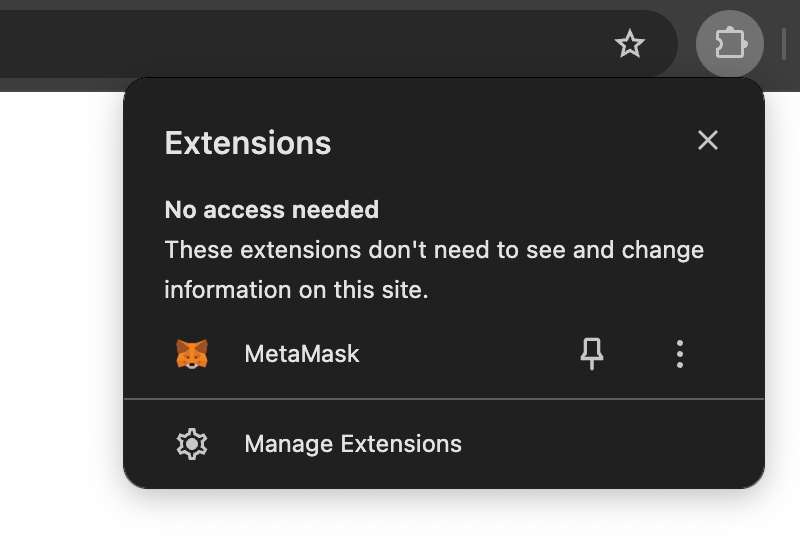 Extensions
No access needed
These extensions don't need to see and change
information on this site.
MetaMask
Manage Extensions